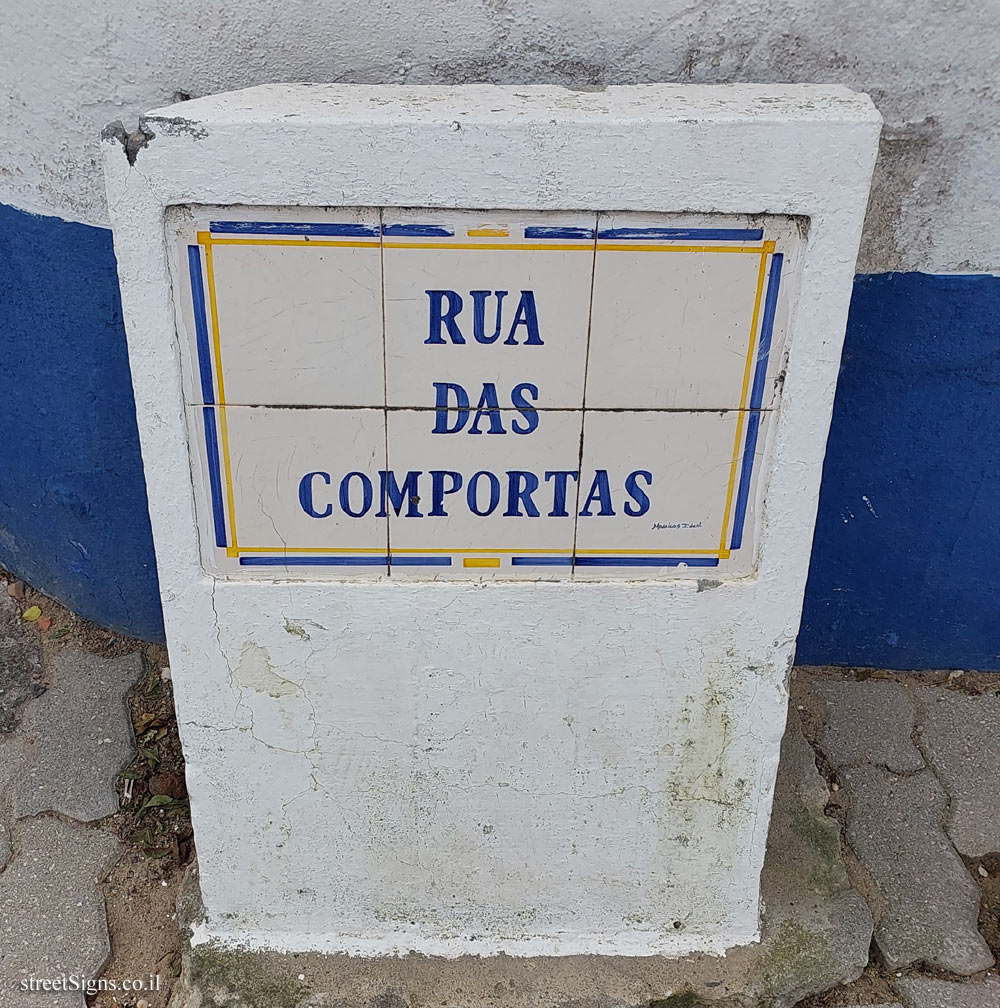 RUA
DAS
COMPORTAS
streetSigns.co.il